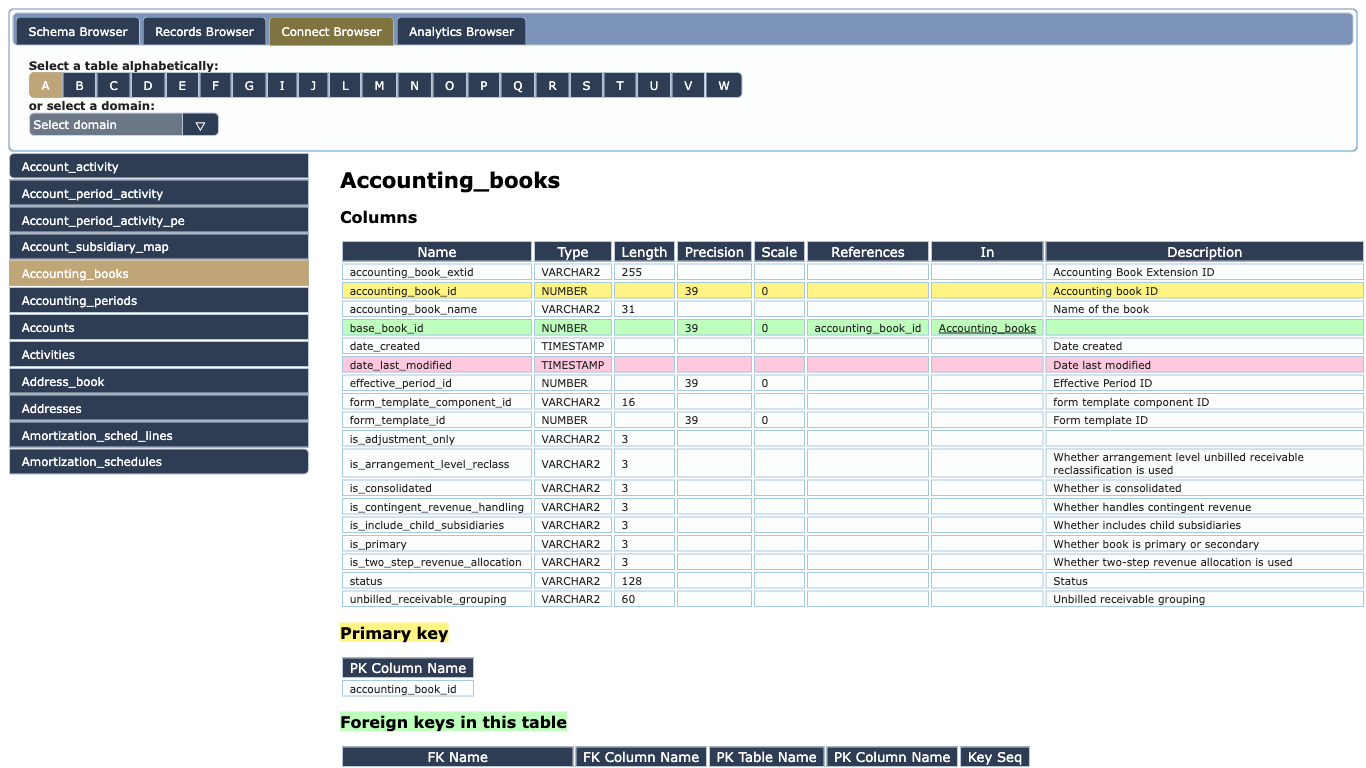 Schema Browser Records Browser Connect Browser Analytics Browser
Select a table alphabetically:
A B C D E F G I J L M N O P Q R S T U V W
or select a domain:
Select domain ▽
Account_activity
Account_period_activity
Account_period_activity_pe
Account_subsidiary_map
Accounting_books
Accounting_periods
Accounts
Activities
Address_book
Addresses
Amortization_sched_lines
Amortization_schedules
Accounting_books
Columns
Name Type Length Precision Scale References In Description
accounting_book_extid VARCHAR2 255 Accounting Book Extension ID
accounting_book_id NUMBER 39 0 Accounting book ID
accounting_book_name VARCHAR2 31 Name of the book
base_book_id NUMBER 39 0 accounting_book_id Accounting_books
date_created TIMESTAMP Date created
date_last_modified TIMESTAMP Date last modified
effective_period_id NUMBER 39 0 Effective Period ID
form_template_component_id VARCHAR2 16 form template component ID
form_template_id NUMBER 39 0 Form template ID
is_adjustment_only VARCHAR2 3
is_arrangement_level_reclass VARCHAR2 3 Whether arrangement level unbilled receivable
reclassification is used
is_consolidated VARCHAR2 3 Whether is consolidated
is_contingent_revenue_handling VARCHAR2 3 Whether handles contingent revenue
is_include_child_subsidiaries VARCHAR2 3 Whether includes child subsidiaries
is_primary VARCHAR2 3 Whether book is primary or secondary
is_two_step_revenue_allocation VARCHAR2 3 Whether two-step revenue allocation is used
status VARCHAR2 128 Status
unbilled_receivable_grouping VARCHAR2 60 Unbilled receivable grouping
Primary key
PK Column Name
accounting_book_id
Foreign keys in this table
FK Name FK Column Name PK Table Name PK Column Name Key Seq